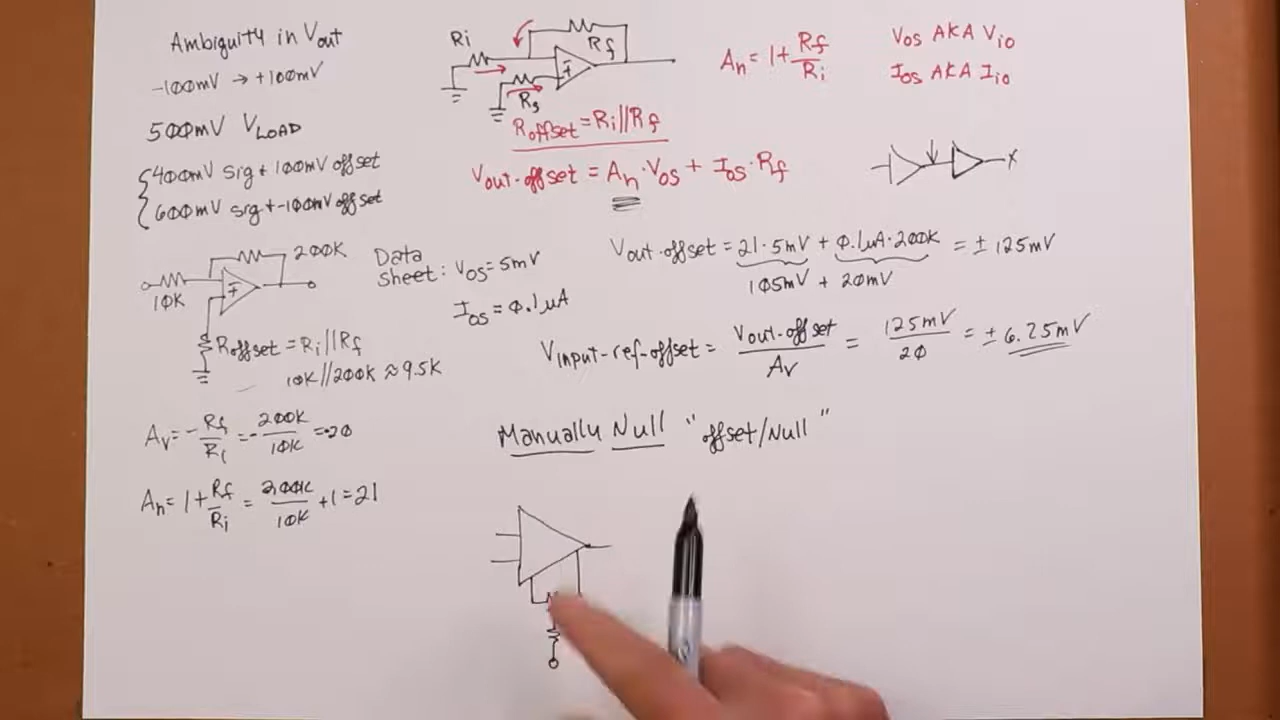 Ambiguity in Vout
-100mV → +100mV
500mV VLOAD
400mV sig + 100mV offset
600mV sig + -100mV offset
Ri
Rf
Rs
Roffset = Ri//Rf
Vout-offset = An·Vos + Ios·Rf
An = 1+ Rf/Ri
Vos AKA Vio
Ios AKA Iio
X
200K
10K
Roffset = Ri//Rf
10K//200K ≈ 9.5K
Data Sheet: Vos = 5mV
Ios = 0.1μA
Vout-offset = 21·5mV + 0.1μA·200K = ±125mV
105mV + 20mV
Vinput-ref-offset = Vout-offset/Av = 125mV/20 = ±6.25mV
Av = -Rf/Ri = -200K/10K = -20
An = 1+ Rf/Ri = 200K/10K +1 = 21
Manually Null "offset/Null"